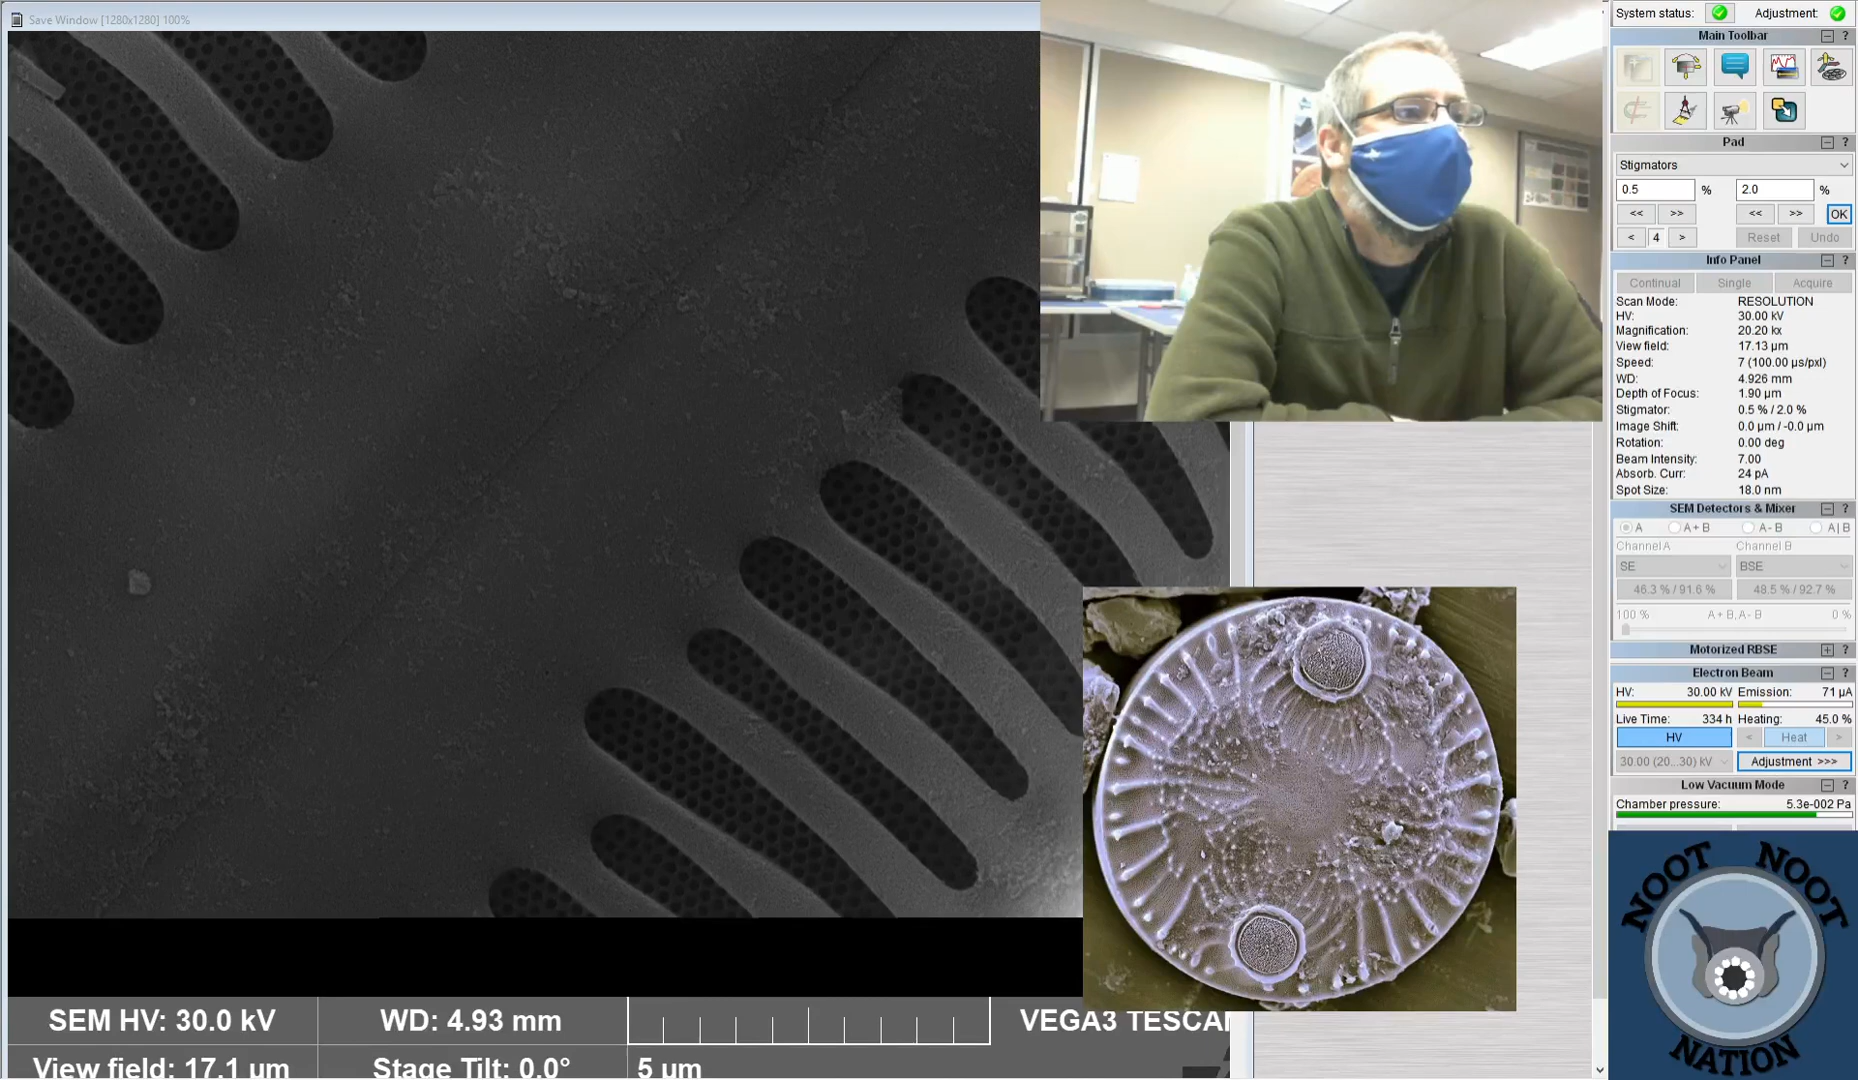 Save Window [1280x1280] 100%
System status:
Adjustment:
Main Toolbar
?
Pad
?
Stigmators
0.5 %
2.0 %
<< >>
<< >>
OK
< 4 >
Reset
Undo
Info Panel
?
Continual
Single
Acquire
Scan Mode: RESOLUTION
HV: 30.00 kV
Magnification: 20.20 kx
View field: 17.13 µm
Speed: 7 (100.00 µs/pxl)
WD: 4.926 mm
Depth of Focus: 1.90 µm
Stigmator: 0.5 % / 2.0 %
Image Shift: 0.0 µm / -0.0 µm
Rotation: 0.00 deg
Beam Intensity: 7.00
Absorb. Curr: 24 pA
Spot Size: 18.0 nm
SEM Detectors & Mixer
?
A A + B A - B A | B
Channel A Channel B
SE BSE
46.3 % / 91.6 % 48.5 % / 92.7 %
100 % A + B, A - B 0 %
Motorized RBSE
?
Electron Beam
?
HV: 30.00 kV Emission: 71 µA
Live Time: 334 h Heating: 45.0 %
HV < Heat >
30.00 (20...30) kV Adjustment >>>
Low Vacuum Mode
?
Chamber pressure: 5.3e-002 Pa
NOOT NOOT
NATION
SEM HV: 30.0 kV
WD: 4.93 mm
VEGA3 TESCAN
View field: 17.1 µm
Stage Tilt: 0.0°
5 µm